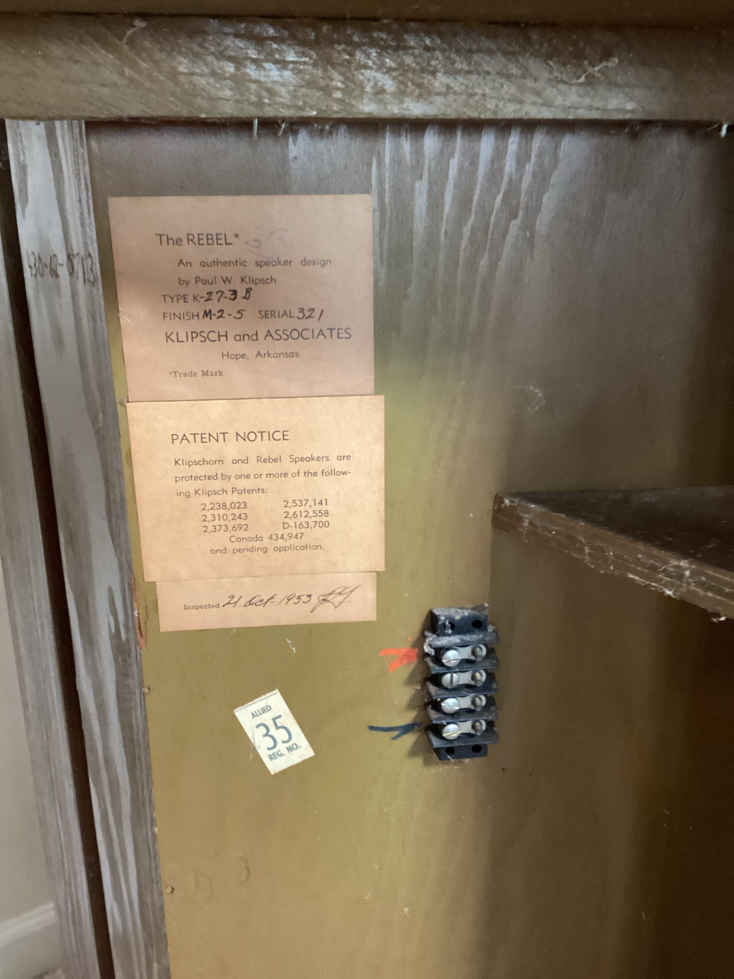 The REBEL*
An authentic speaker design
by Paul W. Klipsch
TYPE K-27-3 B
FINISH M-2-5 SERIAL 321
KLIPSCH and ASSOCIATES
Hope, Arkansas
*Trade Mark
PATENT NOTICE
Klipschorn and Rebel Speakers are
protected by one or more of the follow-
ing Klipsch Patents:
2,238,023 2,537,141
2,310,243 2,612,558
2,373,692 D-163,700
Canada 434,947
and pending application.
Inspected 21 Oct 1953
ALLIED
35
REG. NO.